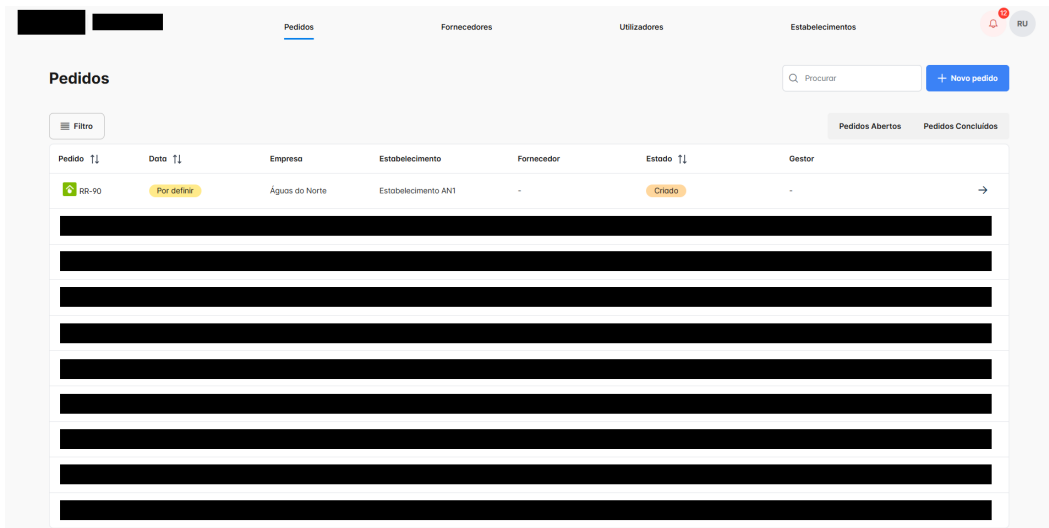 Pedidos Fornecedores Utilizadores Estabelecimentos 12 RU
Pedidos Procurar + Novo pedido
Filtro Pedidos Abertos Pedidos Concluídos
Pedido Data Empresa Estabelecimento Fornecedor Estado Gestor
RR-90 Por definir Águas do Norte Estabelecimento AN1 - Criado -